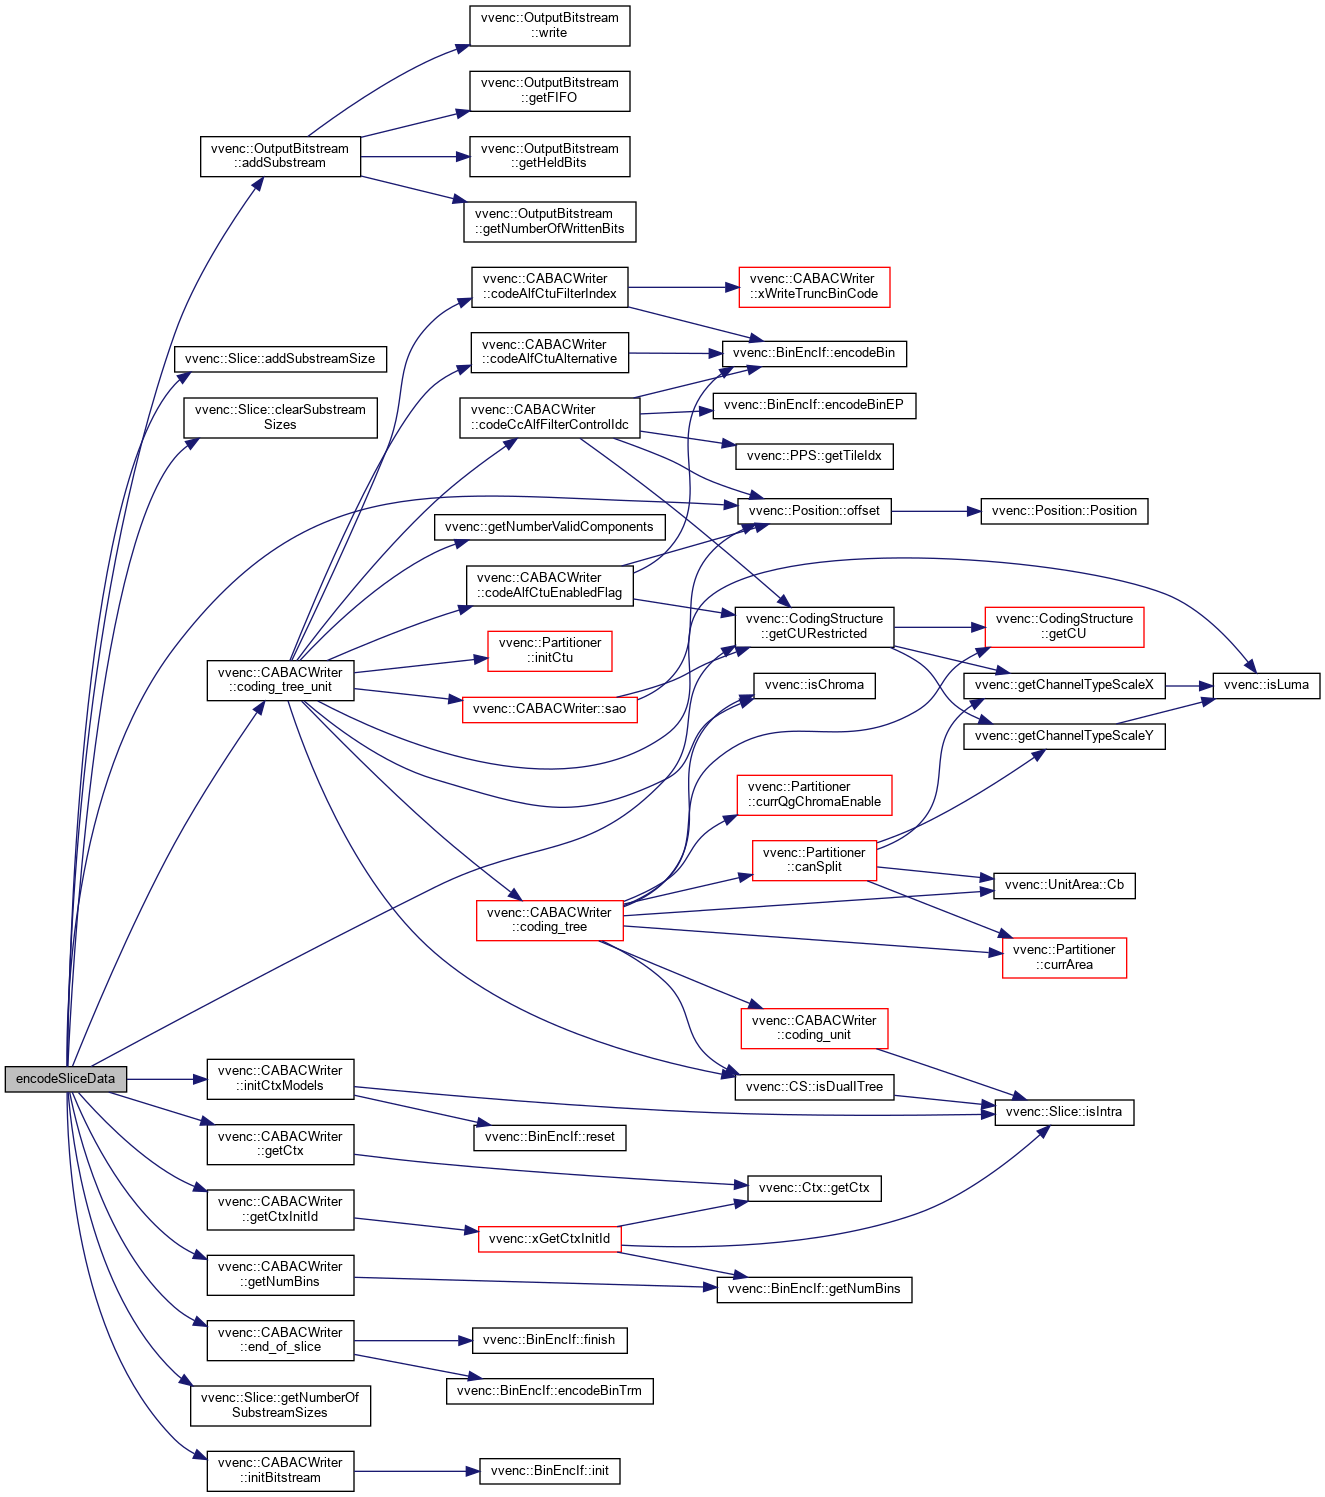 vvenc::OutputBitstream
::write
vvenc::OutputBitstream
::getFIFO
vvenc::OutputBitstream
::addSubstream
vvenc::OutputBitstream
::getHeldBits
vvenc::OutputBitstream
::getNumberOfWrittenBits
vvenc::CABACWriter
::codeAlfCtuFilterIndex
vvenc::CABACWriter
::xWriteTruncBinCode
vvenc::Slice::addSubstreamSize
vvenc::CABACWriter
::codeAlfCtuAlternative
vvenc::BinEncIf::encodeBin
vvenc::Slice::clearSubstream
Sizes
vvenc::CABACWriter
::codeCcAlfFilterControlIdc
vvenc::BinEncIf::encodeBinEP
vvenc::PPS::getTileIdx
vvenc::getNumberValidComponents
vvenc::Position::offset
vvenc::Position::Position
vvenc::CABACWriter
::codeAlfCtuEnabledFlag
vvenc::CodingStructure
::getCURestricted
vvenc::CodingStructure
::getCU
vvenc::CABACWriter
::coding_tree_unit
vvenc::Partitioner
::initCtu
vvenc::CABACWriter::sao
vvenc::isChroma
vvenc::getChannelTypeScaleX
vvenc::isLuma
vvenc::getChannelTypeScaleY
vvenc::Partitioner
::currQgChromaEnable
vvenc::Partitioner
::canSplit
vvenc::UnitArea::Cb
vvenc::CABACWriter
::coding_tree
vvenc::Partitioner
::currArea
vvenc::CABACWriter
::coding_unit
encodeSliceData
vvenc::CABACWriter
::initCtxModels
vvenc::CS::isDualITree
vvenc::Slice::isIntra
vvenc::BinEncIf::reset
vvenc::CABACWriter
::getCtx
vvenc::Ctx::getCtx
vvenc::CABACWriter
::getCtxInitId
vvenc::xGetCtxInitId
vvenc::CABACWriter
::getNumBins
vvenc::BinEncIf::getNumBins
vvenc::CABACWriter
::end_of_slice
vvenc::BinEncIf::finish
vvenc::BinEncIf::encodeBinTrm
vvenc::Slice::getNumberOf
SubstreamSizes
vvenc::CABACWriter
::initBitstream
vvenc::BinEncIf::init